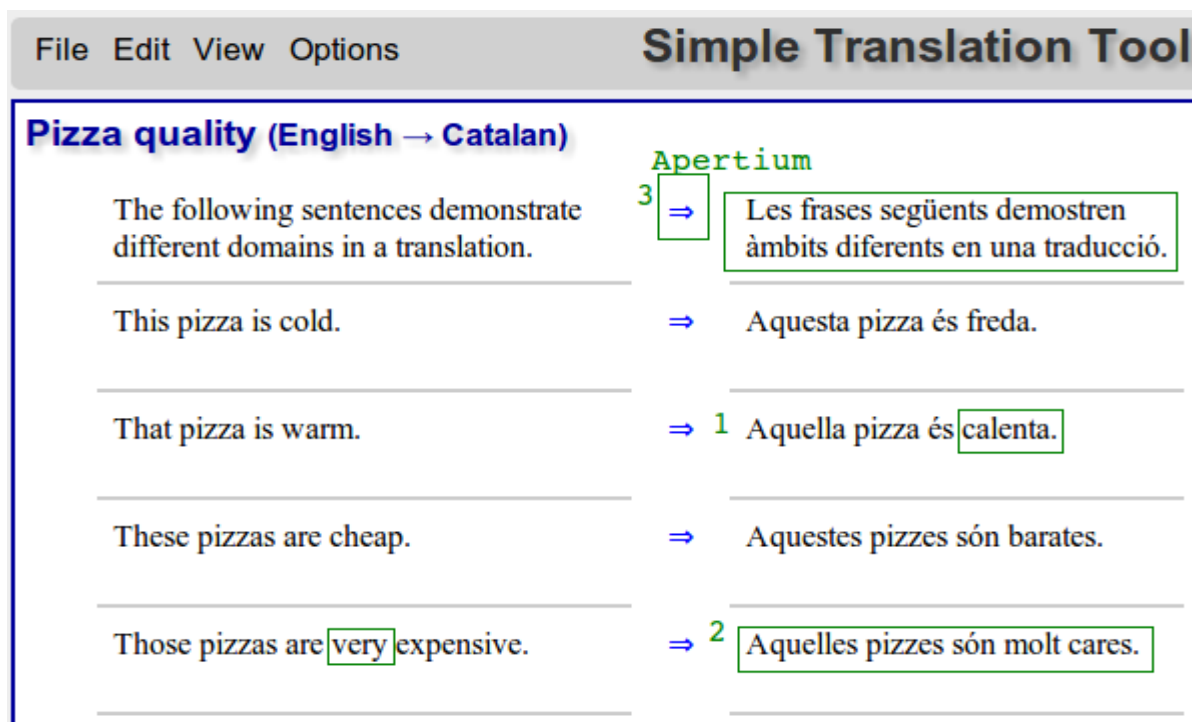 File Edit View Options Simple Translation Tool
Pizza quality (English → Catalan)
Apertium
The following sentences demonstrate 3 ⇒ Les frases següents demostren
different domains in a translation. àmbits diferents en una traducció.
This pizza is cold. ⇒ Aquesta pizza és freda.
That pizza is warm. ⇒ 1 Aquella pizza és calenta.
These pizzas are cheap. ⇒ Aquestes pizzes són barates.
Those pizzas are very expensive. ⇒ 2 Aquelles pizzes són molt cares.